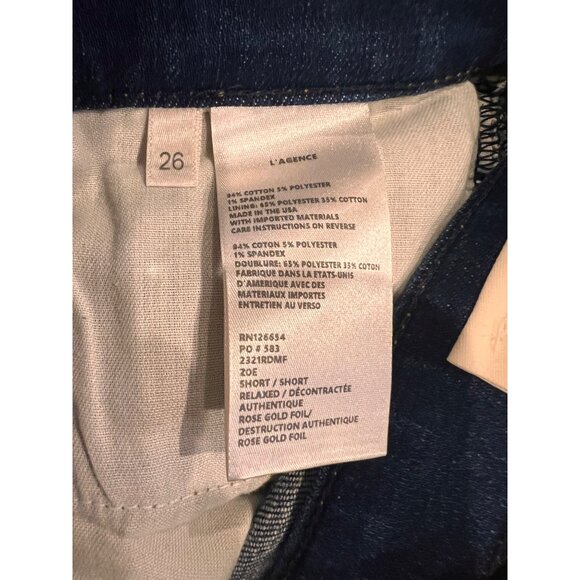 26
L'AGENCE
94% COTTON 5% POLYESTER
1% SPANDEX
LINING: 65% POLYESTER 35% COTTON
MADE IN THE USA
WITH IMPORTED MATERIALS
CARE INSTRUCTIONS ON REVERSE
94% COTON 5% POLYESTER
1% SPANDEX
DOUBLURE: 65% POLYESTER 35% COTON
FABRIQUE DANS LA ETATS-UNIS
D'AMERIQUE AVEC DES
MATERIAUX IMPORTES
ENTRETIEN AU VERSO
RN126654
PO # 583
2321RDMF
ZOE
SHORT / SHORT
RELAXED / DÉCONTRACTÉE
AUTHENTIQUE
ROSE GOLD FOIL/
DESTRUCTION AUTHENTIQUE
ROSE GOLD FOIL